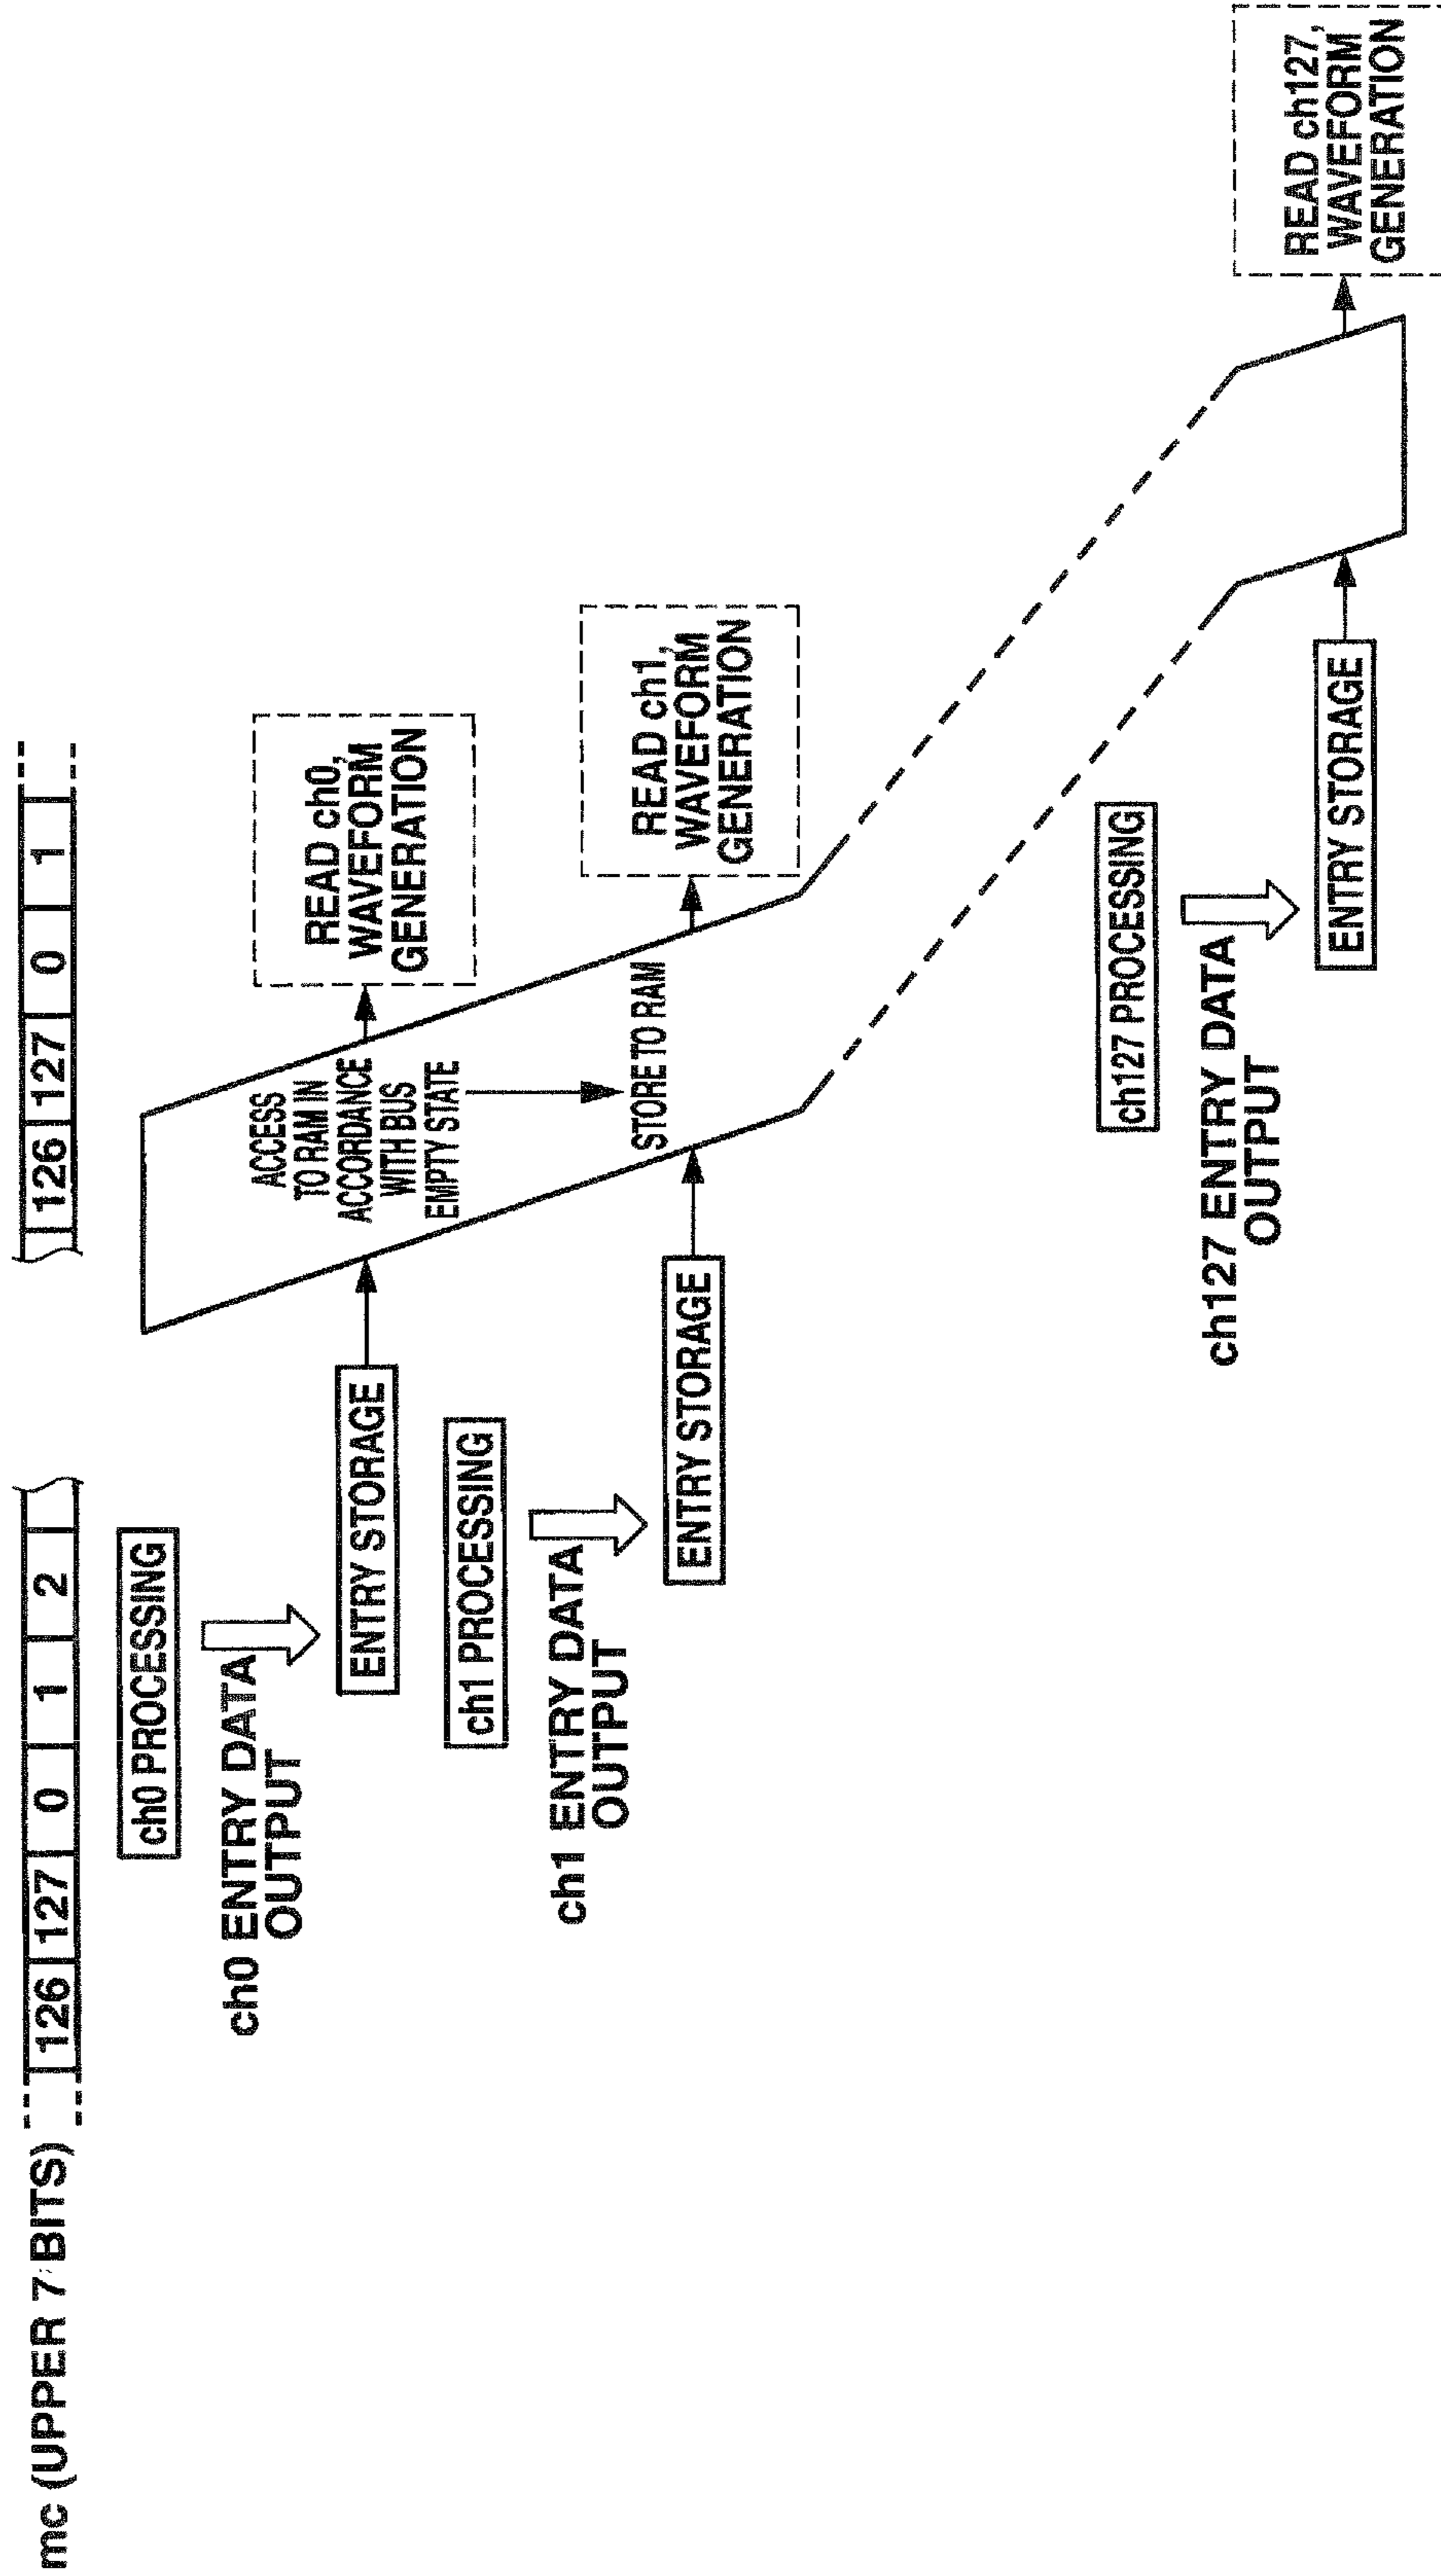 mc (UPPER 7 BITS) 126 127 0 1 2 126 127 0 1
ch0 PROCESSING
ch0 ENTRY DATA
OUTPUT
ENTRY STORAGE
ACCESS
TO RAM IN
ACCORDANCE
WITH BUS
EMPTY STATE
READ ch0,
WAVEFORM
GENERATION
ch1 PROCESSING
ch1 ENTRY DATA
OUTPUT
ENTRY STORAGE
STORE TO RAM
READ ch1,
WAVEFORM
GENERATION
ch127 PROCESSING
ch127 ENTRY DATA
OUTPUT
ENTRY STORAGE
READ ch127,
WAVEFORM
GENERATION